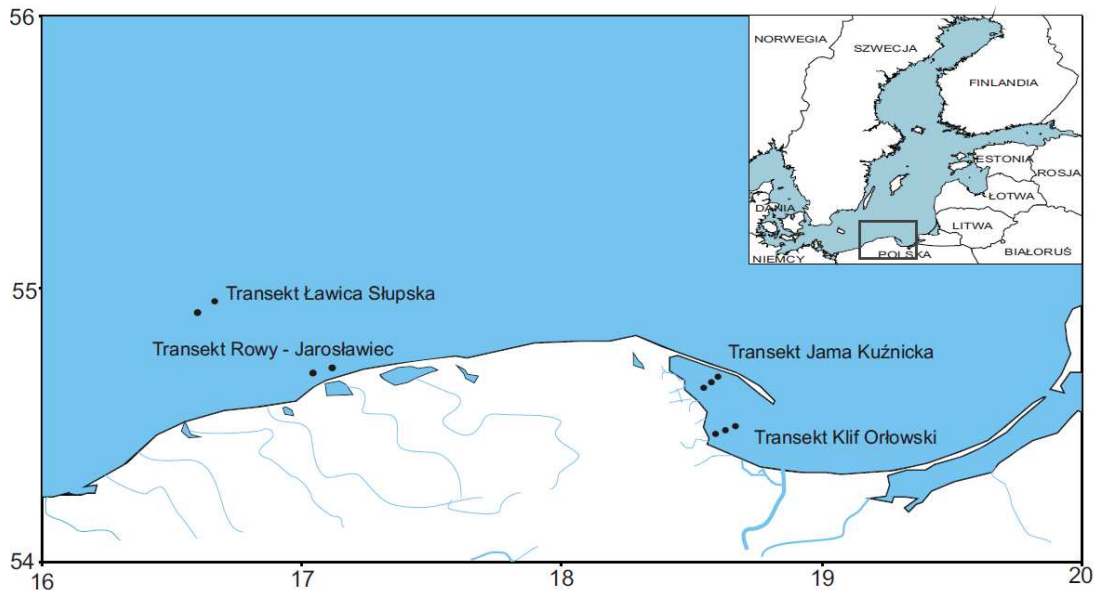 56
NORWEGIA
SZWECJA
FINLANDIA
ESTONIA
ROSJA
ŁOTWA
DANIA
LITWA
BIAŁORUŚ
NIEMCY
POLSKA
55
Transekt Ławica Słupska
Transekt Rowy - Jarosławiec
Transekt Jama Kuźnicka
Transekt Klif Orłowski
54
16
17
18
19
20